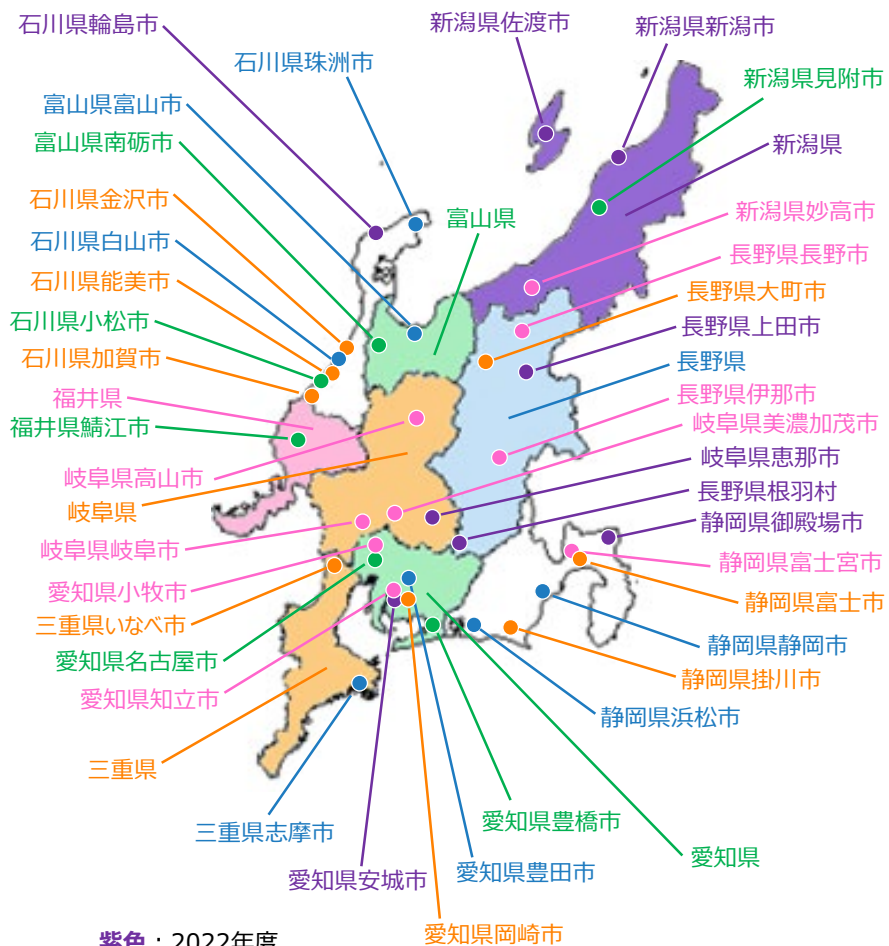 石川県輪島市
新潟県佐渡市
新潟県新潟市
石川県珠洲市
新潟県見附市
富山県富山市
富山県南砺市
新潟県
石川県金沢市
富山県
新潟県妙高市
石川県白山市
長野県長野市
石川県能美市
長野県大町市
石川県小松市
長野県上田市
石川県加賀市
長野県
福井県
長野県伊那市
福井県鯖江市
岐阜県美濃加茂市
岐阜県高山市
岐阜県恵那市
岐阜県
長野県根羽村
静岡県御殿場市
岐阜県岐阜市
静岡県富士宮市
愛知県小牧市
静岡県富士市
三重県いなべ市
静岡県静岡市
愛知県名古屋市
静岡県掛川市
愛知県知立市
静岡県浜松市
三重県
愛知県豊橋市
三重県志摩市
愛知県
愛知県豊田市
愛知県安城市
愛知県岡崎市
紫色：2022年度